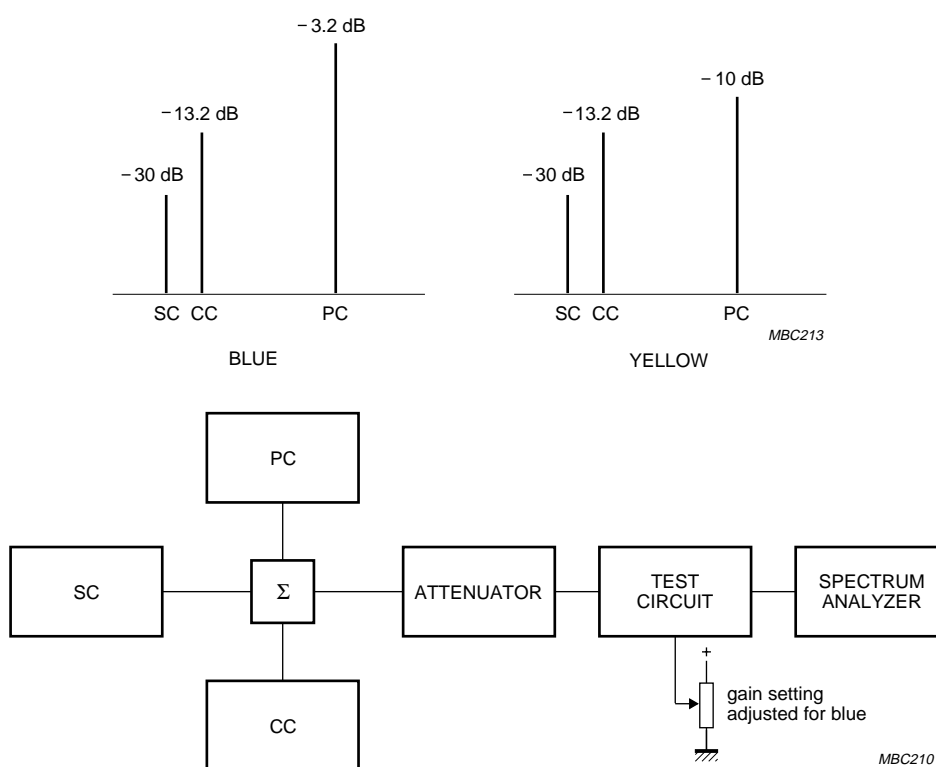 −3.2 dB
−10 dB
−13.2 dB
−13.2 dB
−30 dB
−30 dB
SC CC PC
SC CC PC
MBC213
BLUE
YELLOW
PC
SC
Σ
ATTENUATOR
TEST
CIRCUIT
SPECTRUM
ANALYZER
+
gain setting
adjusted for blue
CC
MBC210